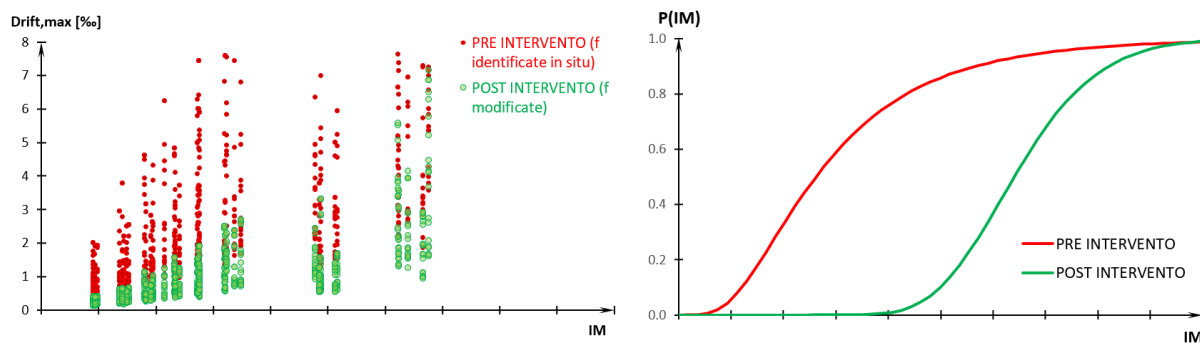 Drift,max [‰]
8
7
6
5
4
3
2
1
0
PRE INTERVENTO (f
identificate in situ)
POST INTERVENTO (f
modificate)
IM
P(IM)
1.0
0.8
0.6
0.4
0.2
0.0
PRE INTERVENTO
POST INTERVENTO
IM